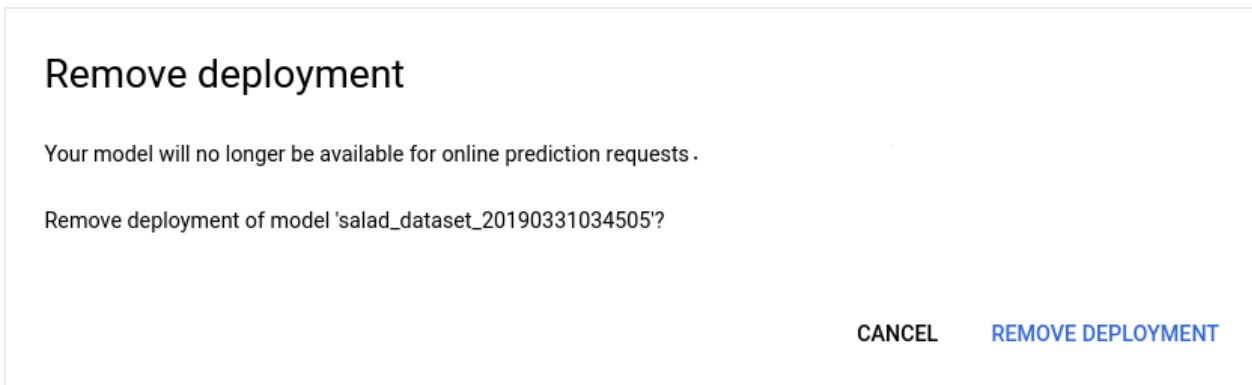 Remove deployment
Your model will no longer be available for online prediction requests.
Remove deployment of model 'salad_dataset_20190331034505'?
CANCEL REMOVE DEPLOYMENT